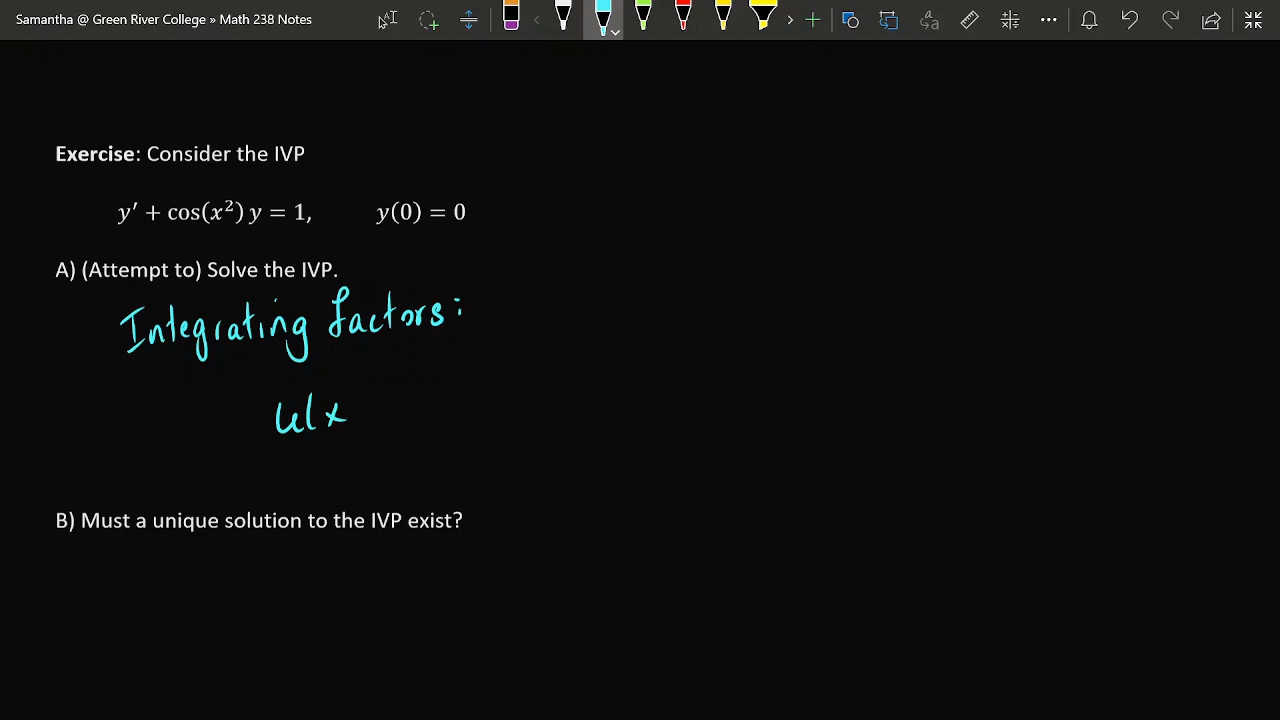 Samantha @ Green River College » Math 238 Notes
Exercise: Consider the IVP
y′ + cos(x²) y = 1, y(0) = 0
A) (Attempt to) Solve the IVP.
Integrating factors:
u(x
B) Must a unique solution to the IVP exist?